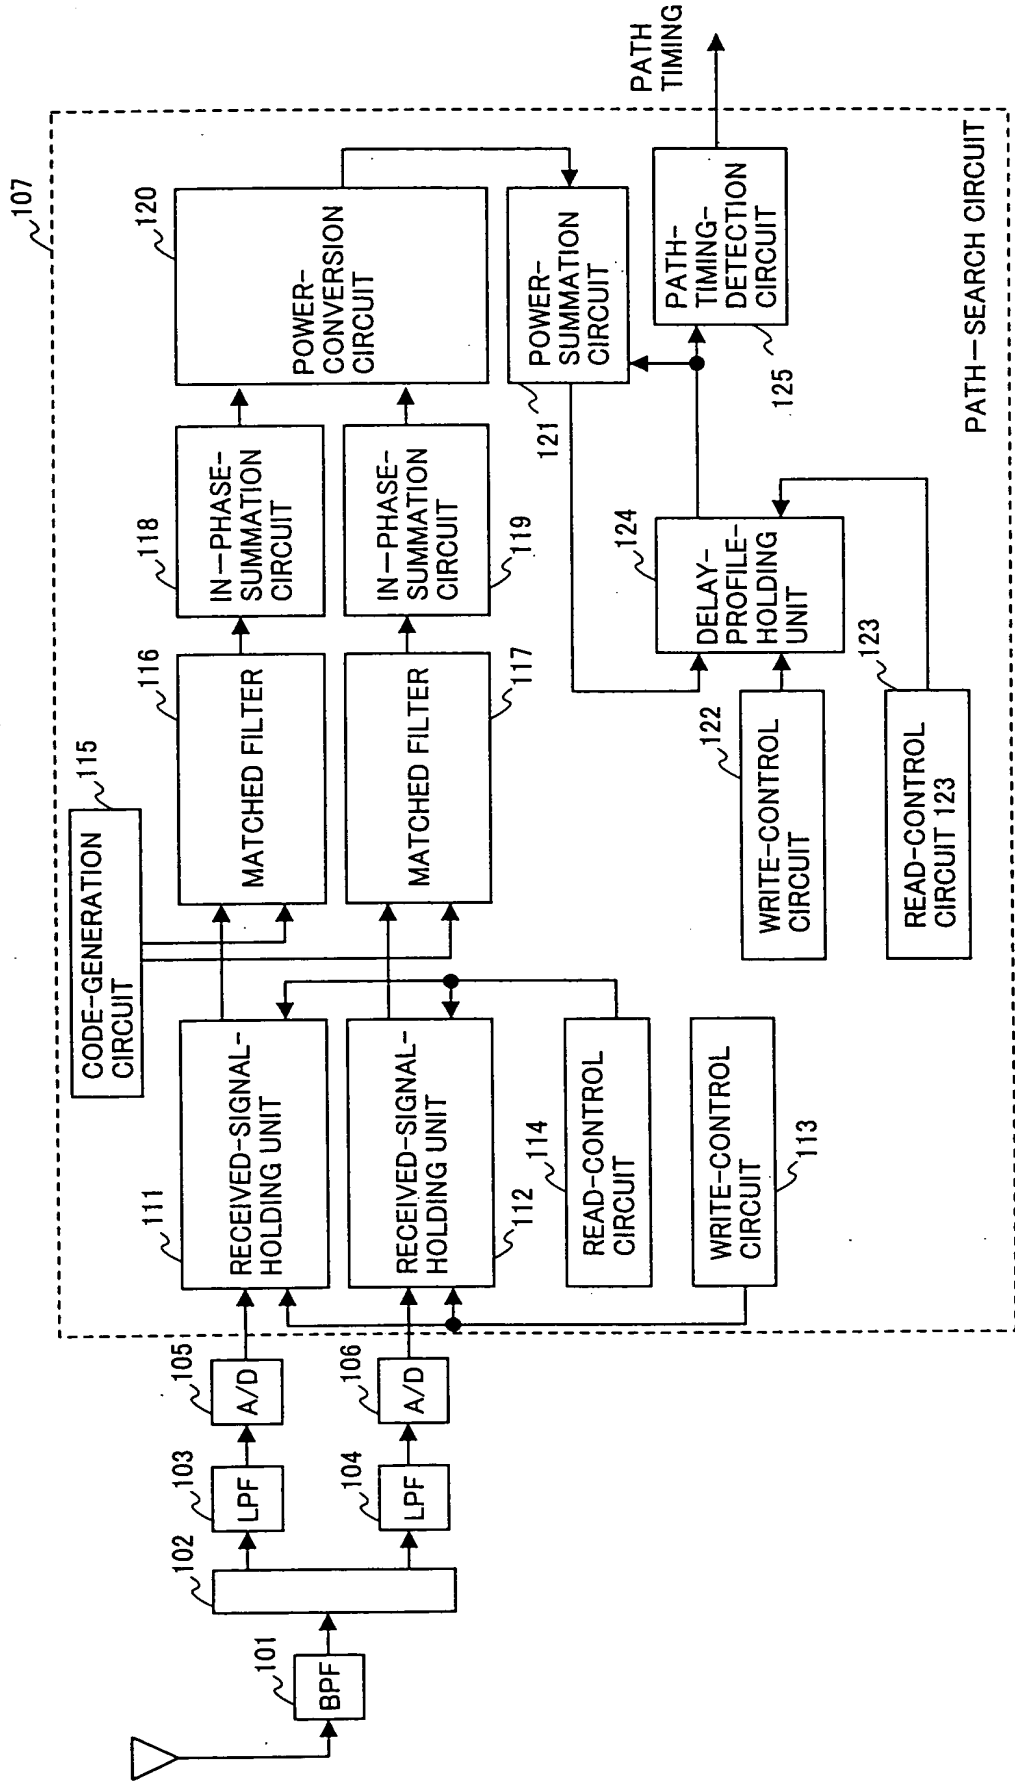 107
115
CODE-GENERATION
CIRCUIT
111
RECEIVED-SIGNAL-
HOLDING UNIT
116
MATCHED FILTER
118
IN-PHASE-
SUMMATION
CIRCUIT
120
POWER-
CONVERSION
CIRCUIT
101
BPF
102
103
LPF
105
A/D
104
LPF
106
A/D
RECEIVED-SIGNAL-
HOLDING UNIT
112
MATCHED FILTER
117
IN-PHASE-
SUMMATION
CIRCUIT
119
POWER-
SUMMATION
CIRCUIT
121
114
READ-CONTROL
CIRCUIT
WRITE-CONTROL
CIRCUIT
113
122
WRITE-CONTROL
CIRCUIT
123
READ-CONTROL
CIRCUIT 123
124
DELAY-
PROFILE-
HOLDING
UNIT
PATH-
TIMING-
DETECTION
CIRCUIT
125
PATH
TIMING
PATH-SEARCH CIRCUIT